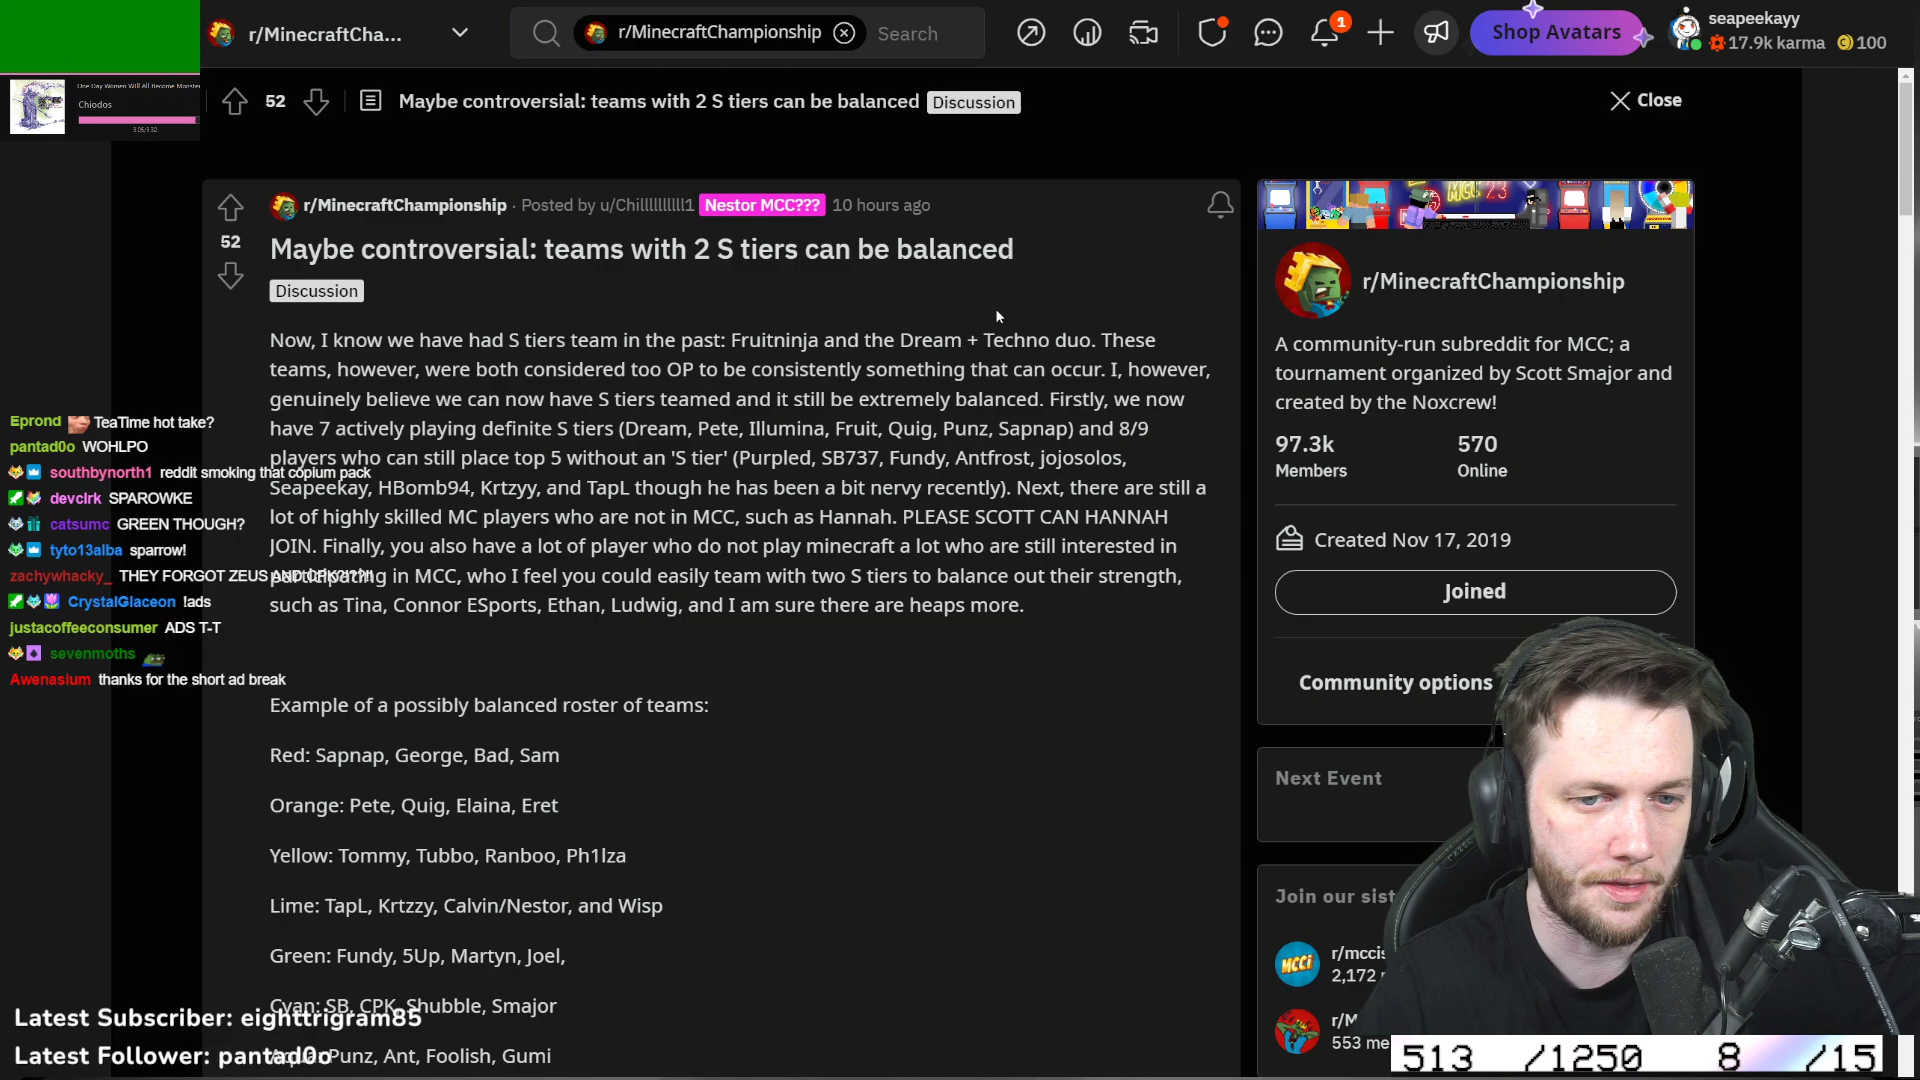 r/MinecraftCha...
r/MinecraftChampionship
Search
1
Shop Avatars
seapeekayy
17.9k karma
100
One Day Women Will All Become Monste
Chiodos
52
Maybe controversial: teams with 2 S tiers can be balanced
Discussion
Close
r/MinecraftChampionship · Posted by u/Chillllllllll1 Nestor MCC??? 10 hours ago
52
Maybe controversial: teams with 2 S tiers can be balanced
Discussion
Now, I know we have had S tiers team in the past: Fruitninja and the Dream + Techno duo. These
teams, however, were both considered too OP to be consistently something that can occur. I, however,
genuinely believe we can now have S tiers teamed and it still be extremely balanced. Firstly, we now
have 7 actively playing definite S tiers (Dream, Pete, Illumina, Fruit, Quig, Punz, Sapnap) and 8/9
players who can still place top 5 without an 'S tier' (Purpled, SB737, Fundy, Antfrost, jojosolos,
Seapeekay, HBomb94, Krtzyy, and TapL though he has been a bit nervy recently). Next, there are still a
lot of highly skilled MC players who are not in MCC, such as Hannah. PLEASE SCOTT CAN HANNAH
JOIN. Finally, you also have a lot of player who do not play minecraft a lot who are still interested in
participating in MCC, who I feel you could easily team with two S tiers to balance out their strength,
such as Tina, Connor ESports, Ethan, Ludwig, and I am sure there are heaps more.
Example of a possibly balanced roster of teams:
Red: Sapnap, George, Bad, Sam
Orange: Pete, Quig, Elaina, Eret
Yellow: Tommy, Tubbo, Ranboo, Ph1lza
Lime: TapL, Krtzzy, Calvin/Nestor, and Wisp
Green: Fundy, 5Up, Martyn, Joel,
Cyan: SB, CPK, Shubble, Smajor
Punz, Ant, Foolish, Gumi
Eprond TeaTime hot take?
pantad0o WOHLPO
southbynorth1 reddit smoking that copium pack
devclrk SPAROWKE
catsumc GREEN THOUGH?
tyto13alba sparrow!
zachywhacky_ THEY FORGOT ZEUS AND CPK?!??!!
CrystalGlaceon !ads
justacoffeeconsumer ADS T-T
sevenmoths
Awenasium thanks for the short ad break
Latest Subscriber: eighttrigram85
Latest Follower: pantad0o
MCC 23
r/MinecraftChampionship
A community-run subreddit for MCC; a
tournament organized by Scott Smajor and
created by the Noxcrew!
97.3k
Members
570
Online
Created Nov 17, 2019
Joined
Community options
Next Event
Join our sist
MCCi
r/mccis
2,172
r/M
553 me
513 /1250 8 /15